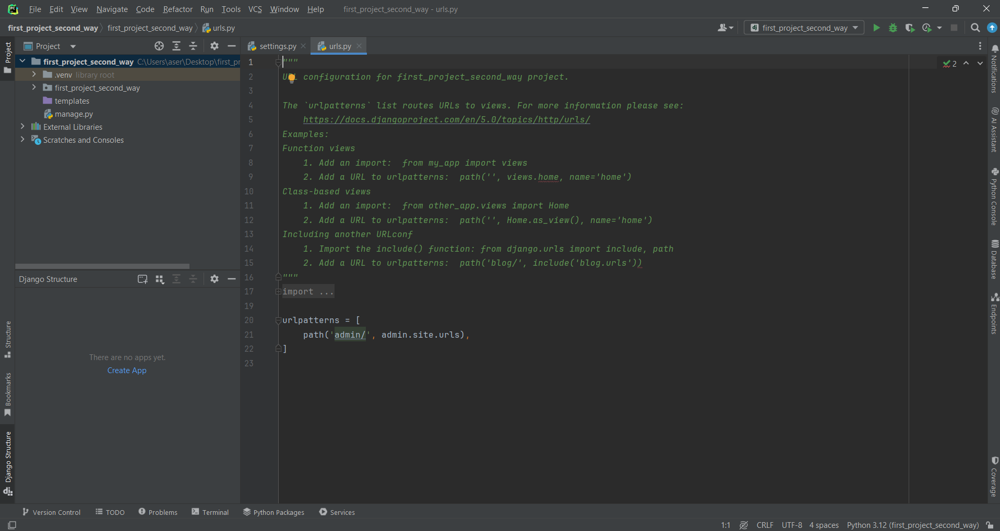 PC
File Edit View Navigate Code Refactor Run Tools VCS Window Help first_project_second_way - urls.py
first_project_second_way first_project_second_way urls.py
dj first_project_second_way
Project
Project
first_project_second_way C:\Users\aser\Desktop\first_pr
.venv library root
first_project_second_way
templates
manage.py
External Libraries
Scratches and Consoles
Django Structure
There are no apps yet.
Create App
Structure
Bookmarks
Django Structure
dj
settings.py urls.py
2
1 """
2 URL configuration for first_project_second_way project.
3
4 The `urlpatterns` list routes URLs to views. For more information please see:
5 https://docs.djangoproject.com/en/5.0/topics/http/urls/
6 Examples:
7 Function views
8 1. Add an import:  from my_app import views
9 2. Add a URL to urlpatterns:  path('', views.home, name='home')
10 Class-based views
11 1. Add an import:  from other_app.views import Home
12 2. Add a URL to urlpatterns:  path('', Home.as_view(), name='home')
13 Including another URLconf
14 1. Import the include() function: from django.urls import include, path
15 2. Add a URL to urlpatterns:  path('blog/', include('blog.urls'))
16 """
17 import ...
19
20 urlpatterns = [
21 path('admin/', admin.site.urls),
22 ]
23
Notifications
AI Assistant
Python Console
Database
Endpoints
Coverage
Version Control TODO Problems Terminal Python Packages Services
1:1 CRLF UTF-8 4 spaces Python 3.12 (first_project_second_way)